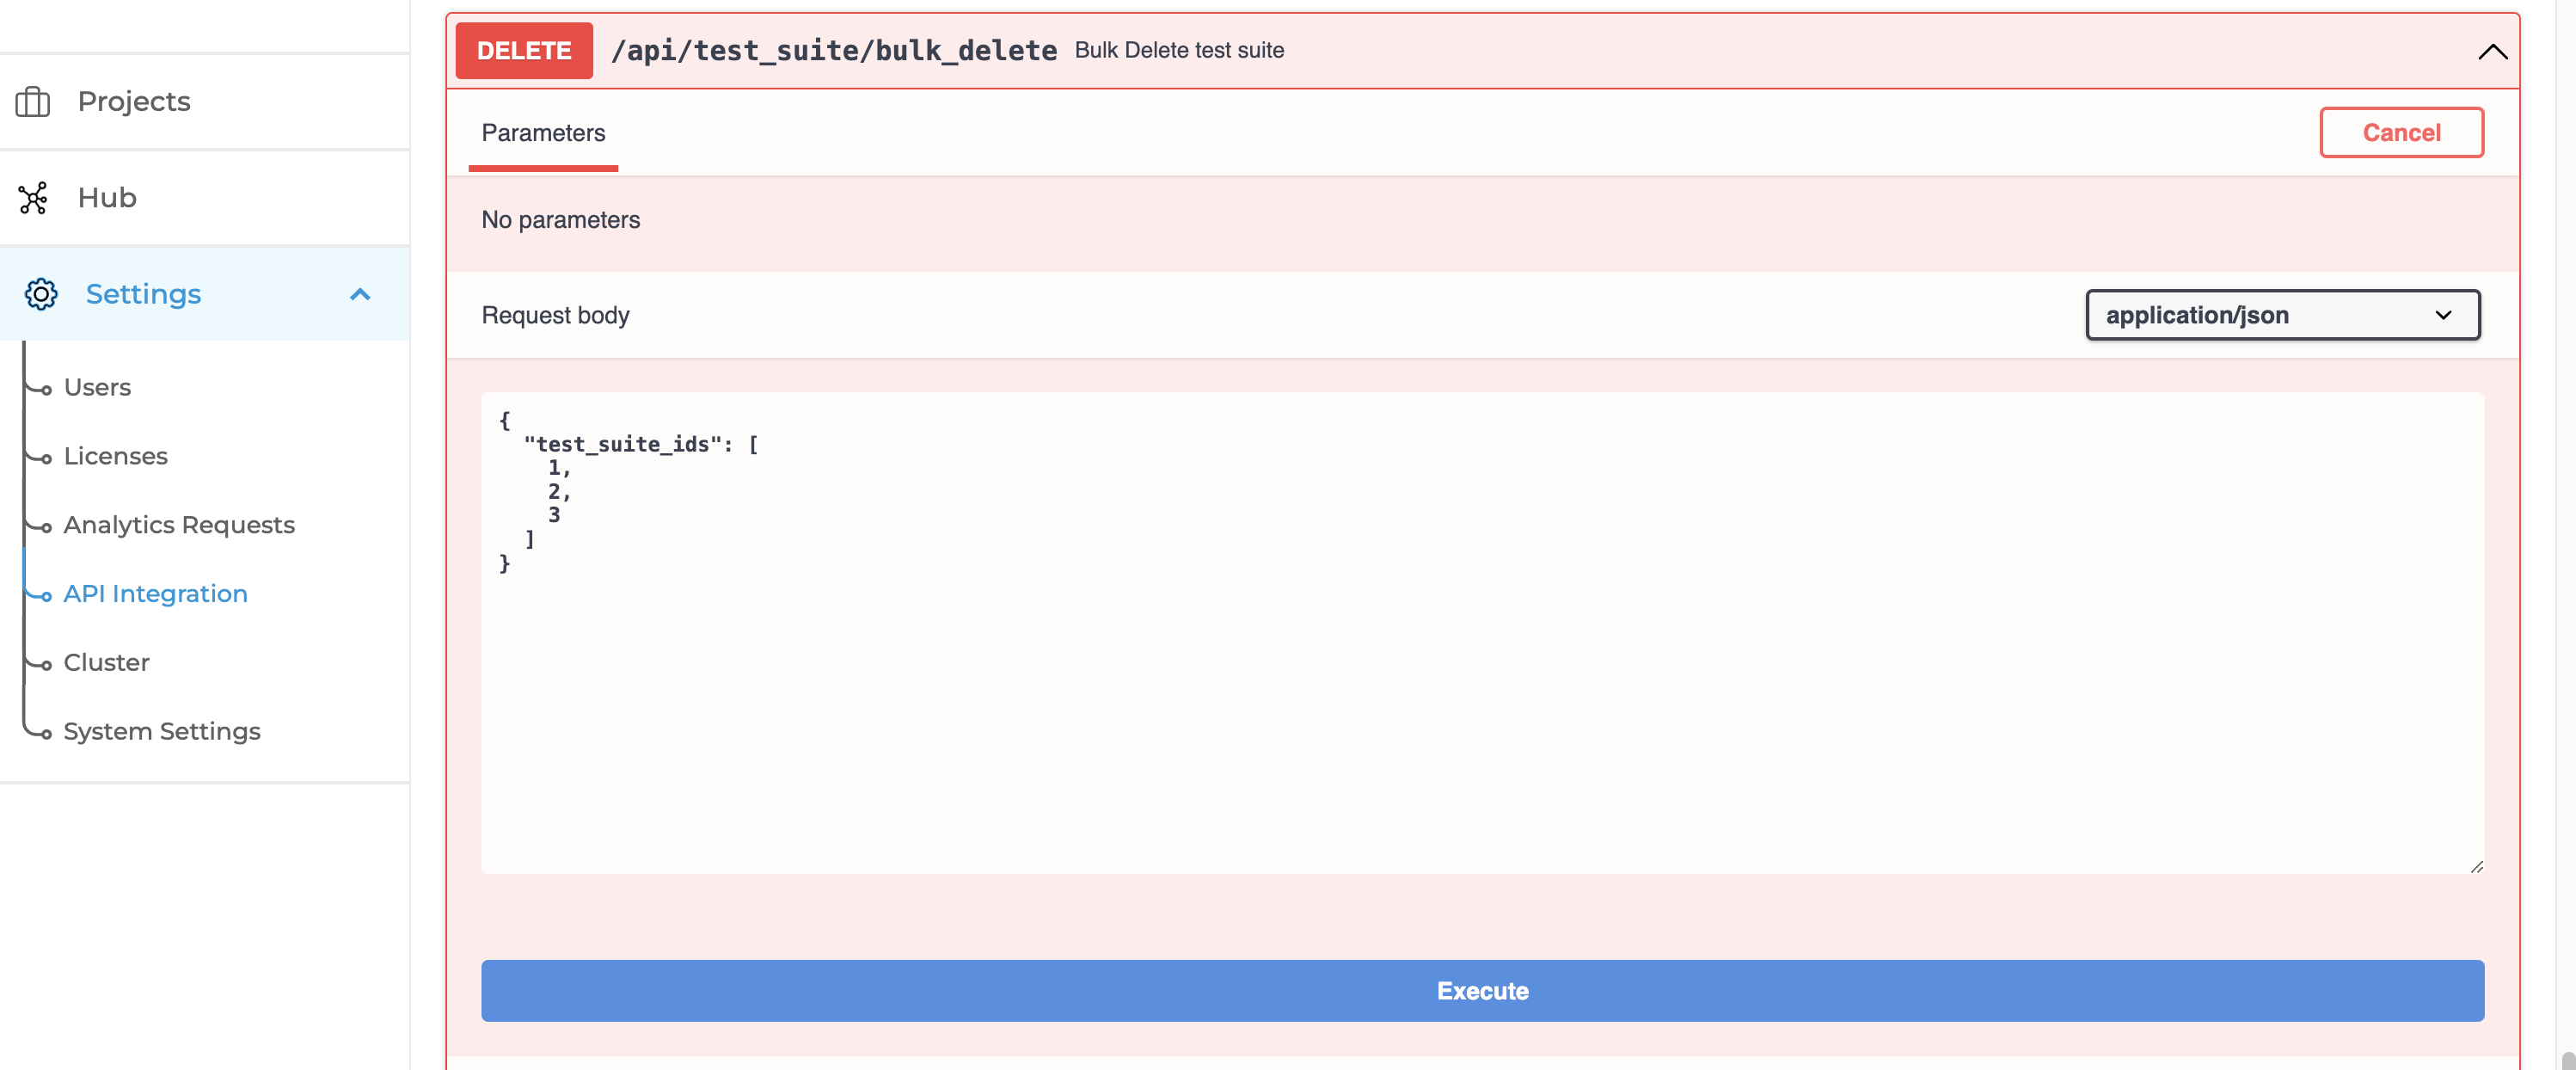 Projects
Hub
Settings
Users
Licenses
Analytics Requests
API Integration
Cluster
System Settings
DELETE /api/test_suite/bulk_delete Bulk Delete test suite
Parameters
Cancel
No parameters
Request body
application/json
{
  "test_suite_ids": [
    1,
    2,
    3
  ]
}
Execute